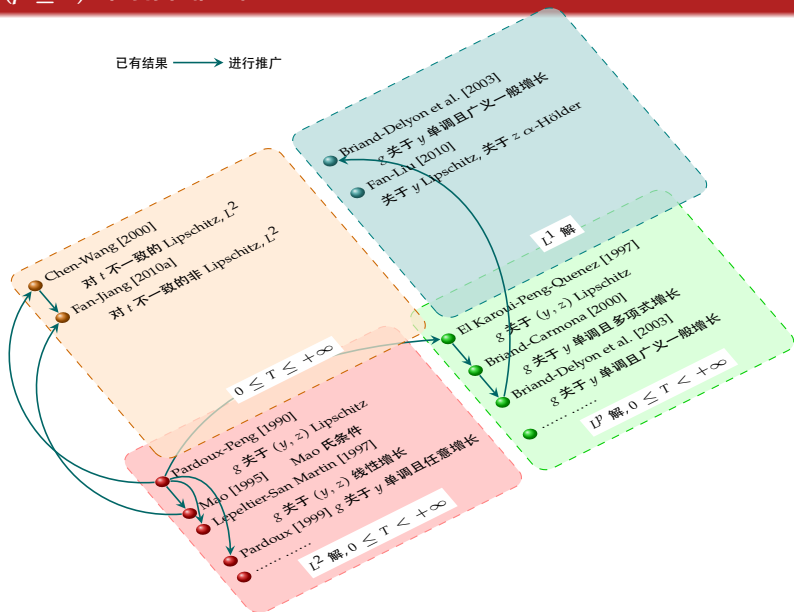 已有结果 进行推广
Briand-Delyon et al. [2003]
g 关于 y 单调且广义一般增长
Fan-Liu [2010]
关于 y Lipschitz, 关于 z α-Hölder
L¹ 解
Chen-Wang [2000]
对 t 不一致的 Lipschitz, L²
Fan-Jiang [2010a]
对 t 不一致的非 Lipschitz, L²
0 ≤ T ≤ +∞
El Karoui-Peng-Quenez [1997]
g 关于 (y, z) Lipschitz
Briand-Carmona [2000]
g 关于 y 单调且多项式增长
Briand-Delyon et al. [2003]
g 关于 y 单调且广义一般增长
…… ……
Lᵖ 解, 0 ≤ T < +∞
Pardoux-Peng [1990]
g 关于 (y, z) Lipschitz
Mao [1995] Mao 氏条件
Lepeltier-San Martin [1997]
g 关于 (y, z) 线性增长
Pardoux [1999] g 关于 y 单调且任意增长
…… ……
L² 解, 0 ≤ T < +∞